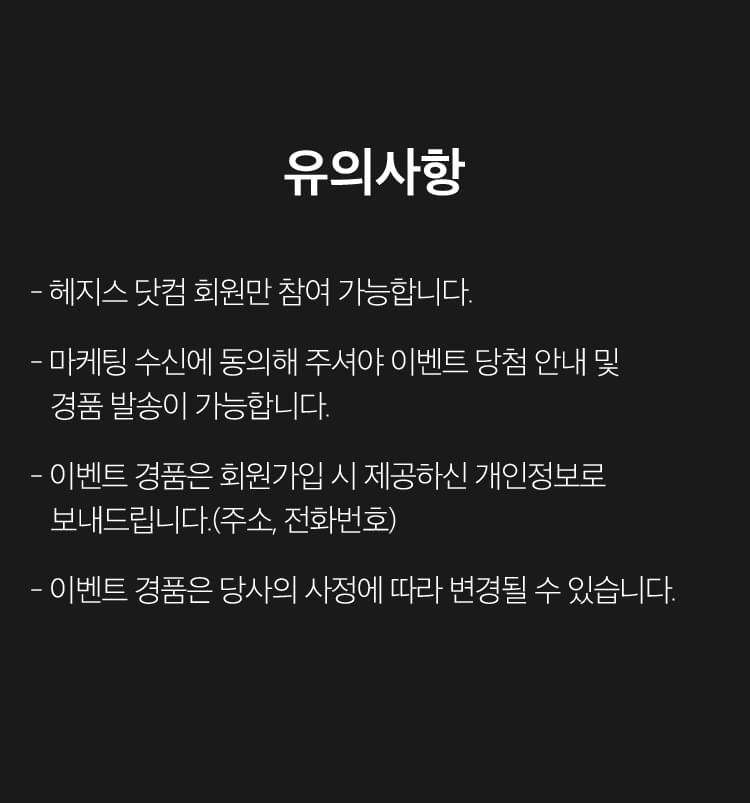 유의사항
- 헤지스 닷컴 회원만 참여 가능합니다.
- 마케팅 수신에 동의해 주셔야 이벤트 당첨 안내 및
경품 발송이 가능합니다.
- 이벤트 경품은 회원가입 시 제공하신 개인정보로
보내드립니다.(주소, 전화번호)
- 이벤트 경품은 당사의 사정에 따라 변경될 수 있습니다.